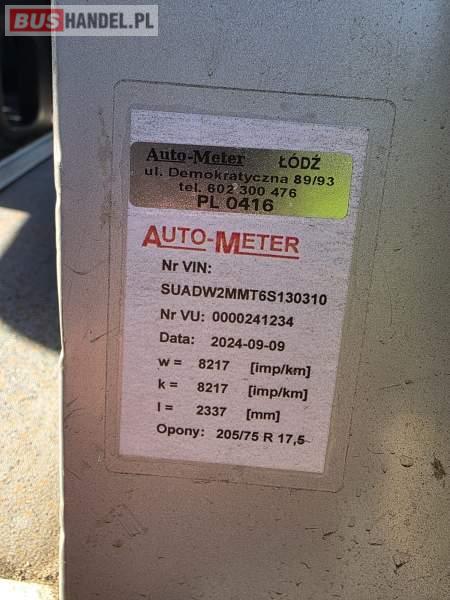 BUSHANDEL.PL
Auto-Meter ŁÓDŹ
ul. Demokratyczna 89/93
tel. 602 300 476
PL 0416
AUTO-METER
Nr VIN:
SUADW2MMT6S130310
Nr VU: 0000241234
Data: 2024-09-09
w = 8217 [imp/km]
k = 8217 [imp/km]
l = 2337 [mm]
Opony: 205/75 R 17,5